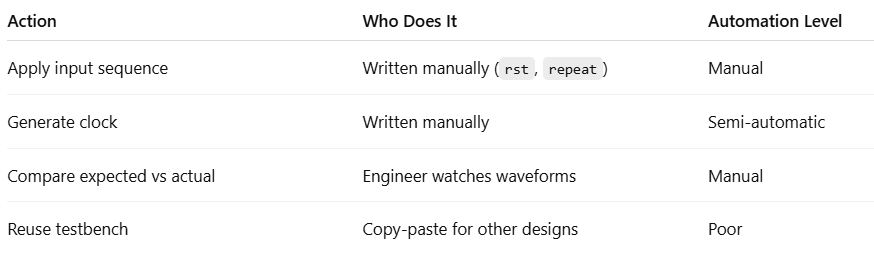 Action Who Does It Automation Level
Apply input sequence Written manually ( rst , repeat ) Manual
Generate clock Written manually Semi-automatic
Compare expected vs actual Engineer watches waveforms Manual
Reuse testbench Copy-paste for other designs Poor